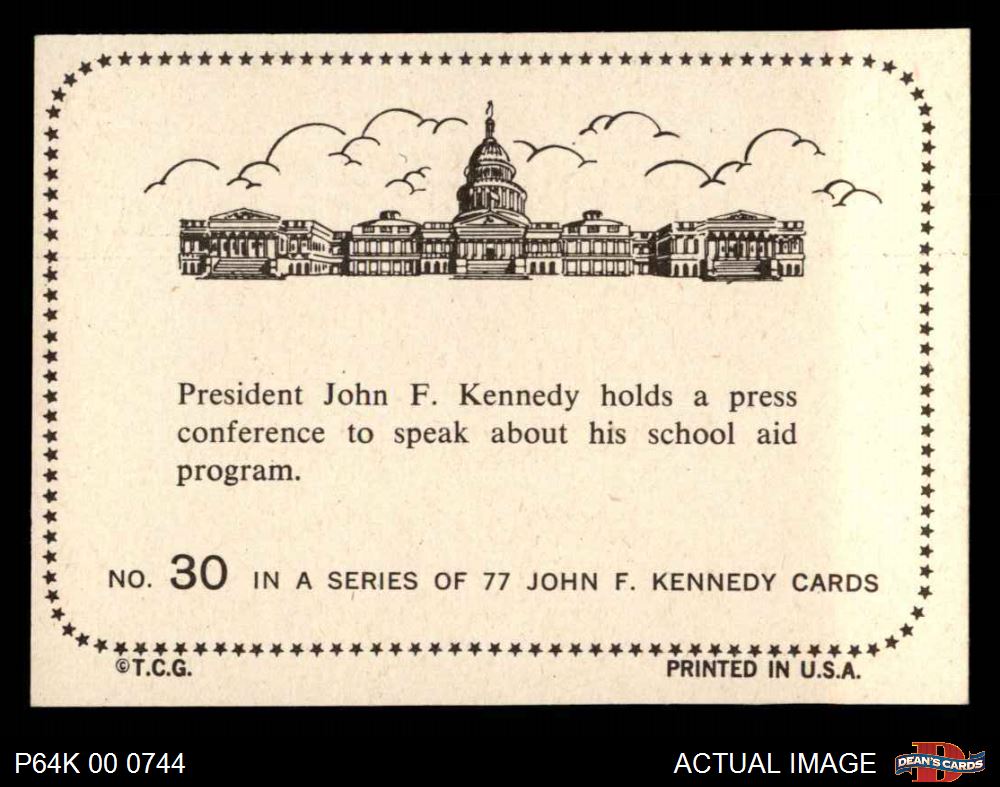 President John F. Kennedy holds a press
conference to speak about his school aid
program.
NO. 30 IN A SERIES OF 77 JOHN F. KENNEDY CARDS
©T.C.G.
PRINTED IN U.S.A.
P64K 00 0744
ACTUAL IMAGE
D
DEAN'S CARDS